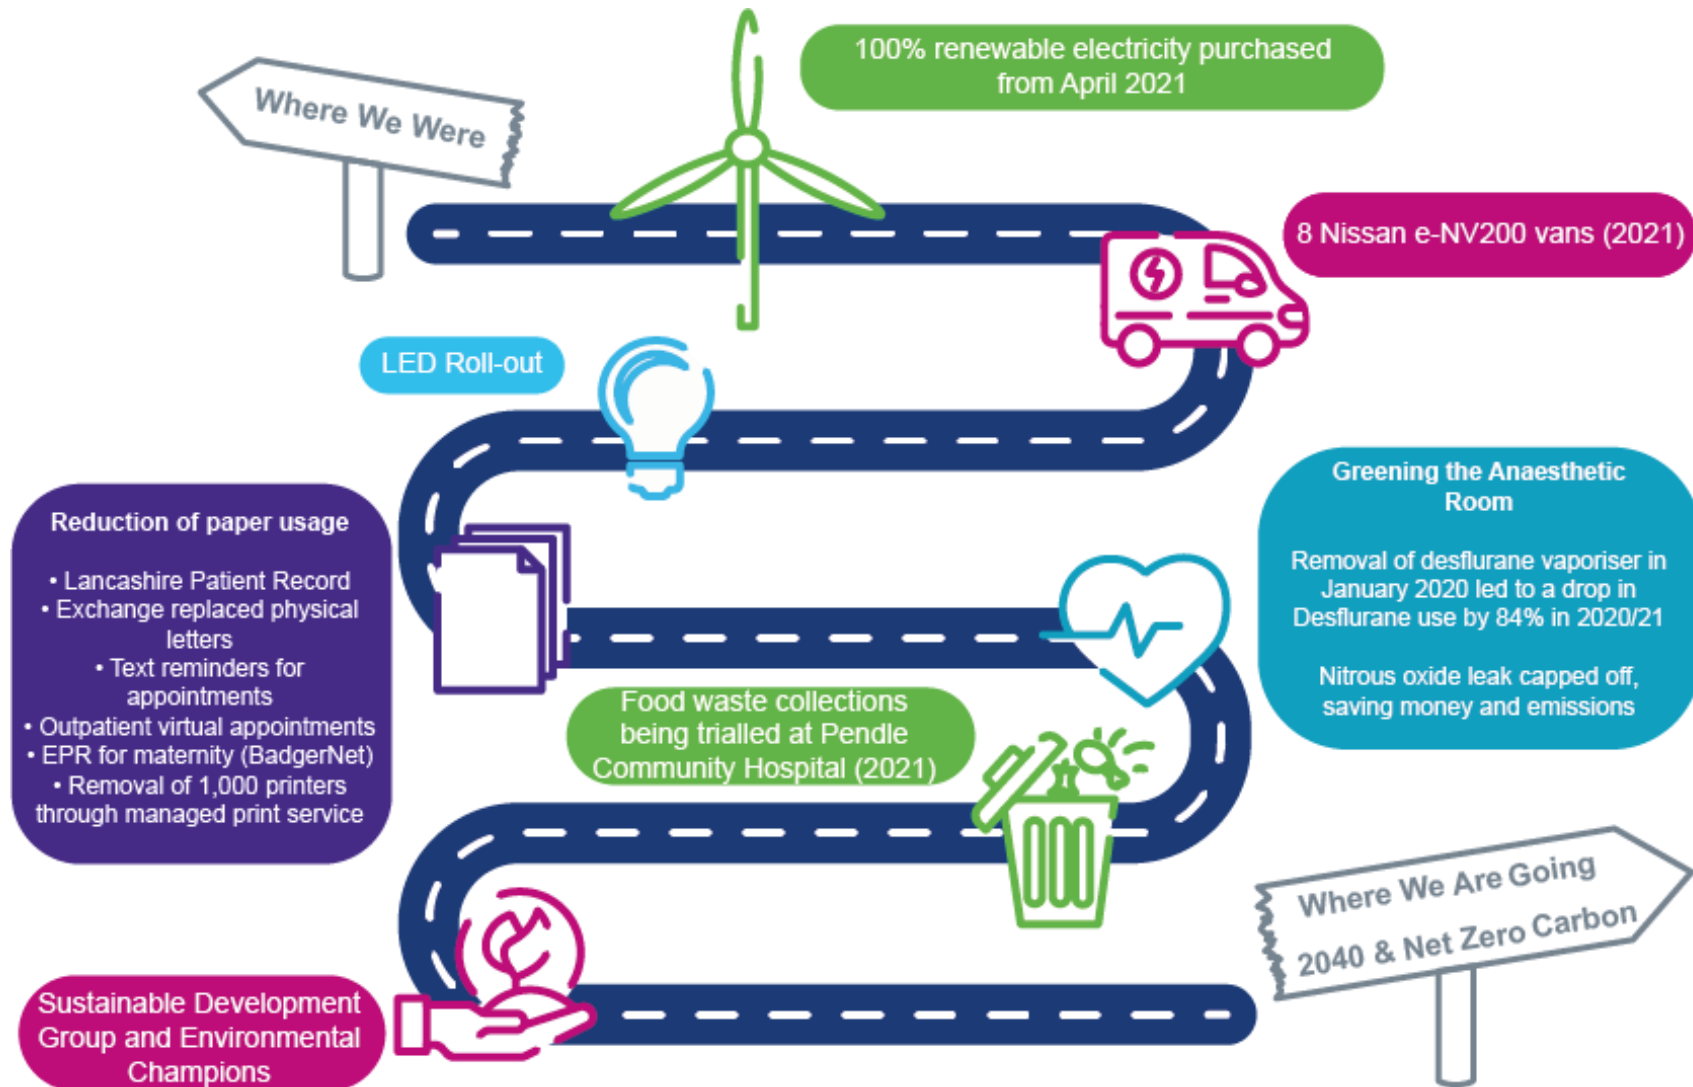 Where We Were
100% renewable electricity purchased
from April 2021
8 Nissan e-NV200 vans (2021)
LED Roll-out
Reduction of paper usage
• Lancashire Patient Record
• Exchange replaced physical
letters
• Text reminders for
appointments
• Outpatient virtual appointments
• EPR for maternity (BadgerNet)
• Removal of 1,000 printers
through managed print service
Greening the Anaesthetic
Room
Removal of desflurane vaporiser in
January 2020 led to a drop in
Desflurane use by 84% in 2020/21
Nitrous oxide leak capped off,
saving money and emissions
Food waste collections
being trialled at Pendle
Community Hospital (2021)
Sustainable Development
Group and Environmental
Champions
Where We Are Going
2040 & Net Zero Carbon